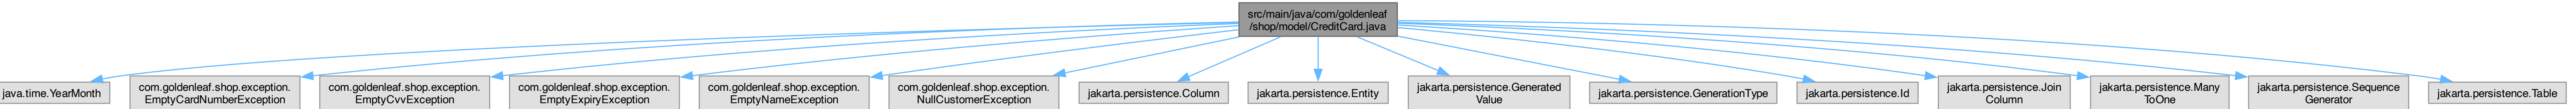 src/main/java/com/goldenleaf
/shop/model/CreditCard.java
java.time.YearMonth
com.goldenleaf.shop.exception.
EmptyCardNumberException
com.goldenleaf.shop.exception.
EmptyCvvException
com.goldenleaf.shop.exception.
EmptyExpiryException
com.goldenleaf.shop.exception.
EmptyNameException
com.goldenleaf.shop.exception.
NullCustomerException
jakarta.persistence.Column
jakarta.persistence.Entity
jakarta.persistence.Generated
Value
jakarta.persistence.GenerationType
jakarta.persistence.Id
jakarta.persistence.Join
Column
jakarta.persistence.Many
ToOne
jakarta.persistence.Sequence
Generator
jakarta.persistence.Table